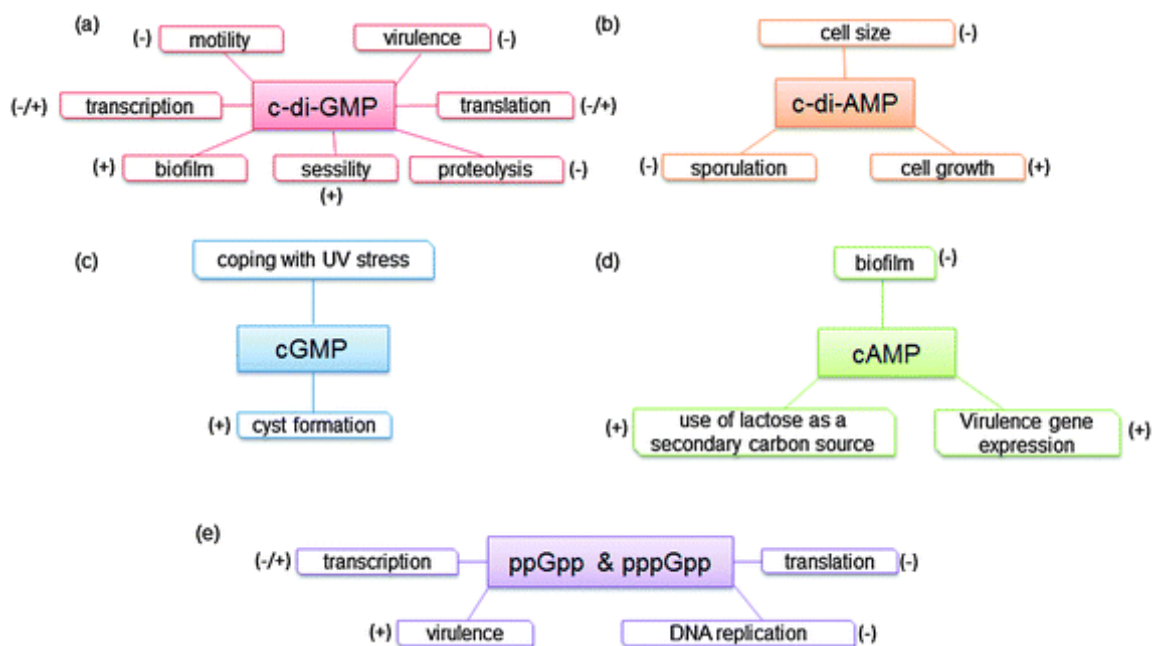 (a)
(-) motility
virulence (-)
(-/+) transcription
c-di-GMP
translation (-/+)
(+) biofilm
sessility
(+)
proteolysis (-)
(b)
cell size (-)
c-di-AMP
(-) sporulation
cell growth (+)
(c)
coping with UV stress
cGMP
(+) cyst formation
(d)
biofilm (-)
cAMP
(+) use of lactose as a
secondary carbon source
Virulence gene
expression (+)
(e)
(-/+) transcription
ppGpp & pppGpp
translation (-)
(+) virulence
DNA replication (-)